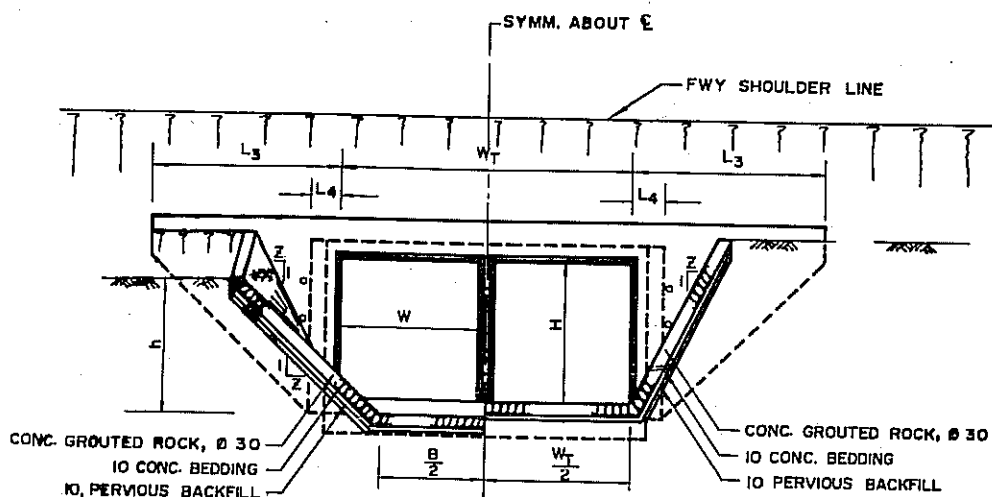 SYMM. ABOUT ℄
FWY SHOULDER LINE
L3
WT
L3
L4
L4
Z
1
Z
1
W
H
h
1
Z
CONC. GROUTED ROCK, Ø 30
10 CONC. BEDDING
10, PERVIOUS BACKFILL
B
2
WT
2
CONC. GROUTED ROCK, Ø 30
10 CONC. BEDDING
10 PERVIOUS BACKFILL